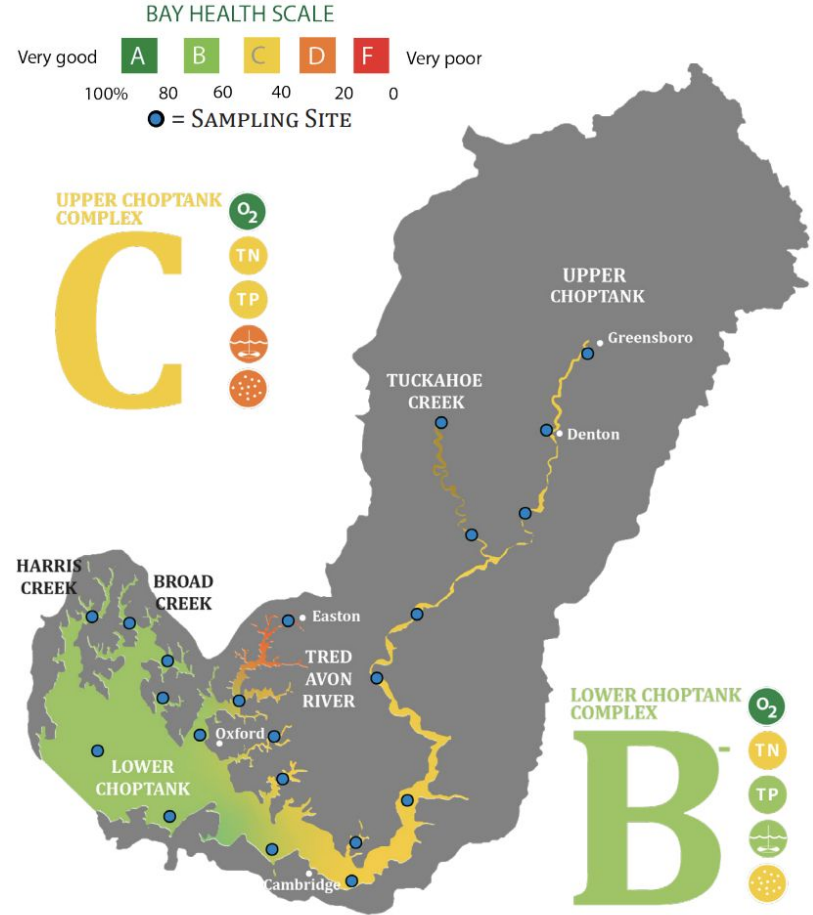 BAY HEALTH SCALE
Very good A B C D F Very poor
100% 80 60 40 20 0
= SAMPLING SITE
UPPER CHOPTANK
COMPLEX
C
O2
TN
TP
UPPER
CHOPTANK
Greensboro
TUCKAHOE
CREEK
Denton
HARRIS
CREEK
BROAD
CREEK
Easton
TRED
AVON
RIVER
Oxford
LOWER
CHOPTANK
Cambridge
LOWER CHOPTANK
COMPLEX
B-
O2
TN
TP